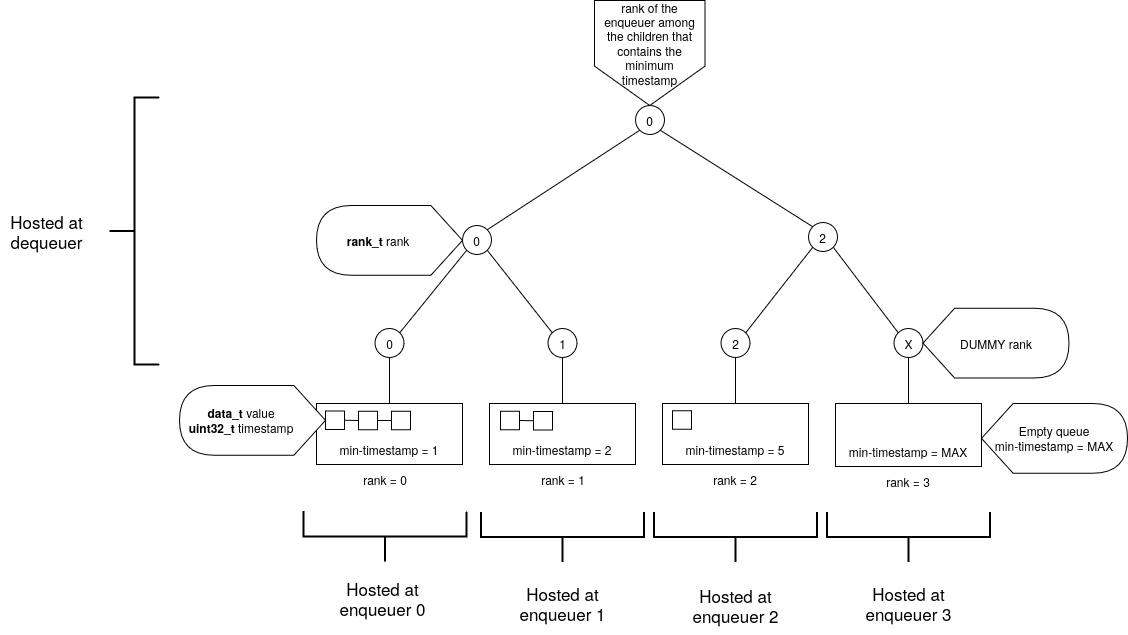 rank of the
enqueuer among
the children that
contains the
minimum
timestamp
0
Hosted at
dequeuer
rank_t rank
0
2
0
1
2
X
DUMMY rank
data_t value
uint32_t timestamp
min-timestamp = 1
min-timestamp = 2
min-timestamp = 5
min-timestamp = MAX
Empty queue
min-timestamp = MAX
rank = 0
rank = 1
rank = 2
rank = 3
Hosted at
enqueuer 0
Hosted at
enqueuer 1
Hosted at
enqueuer 2
Hosted at
enqueuer 3